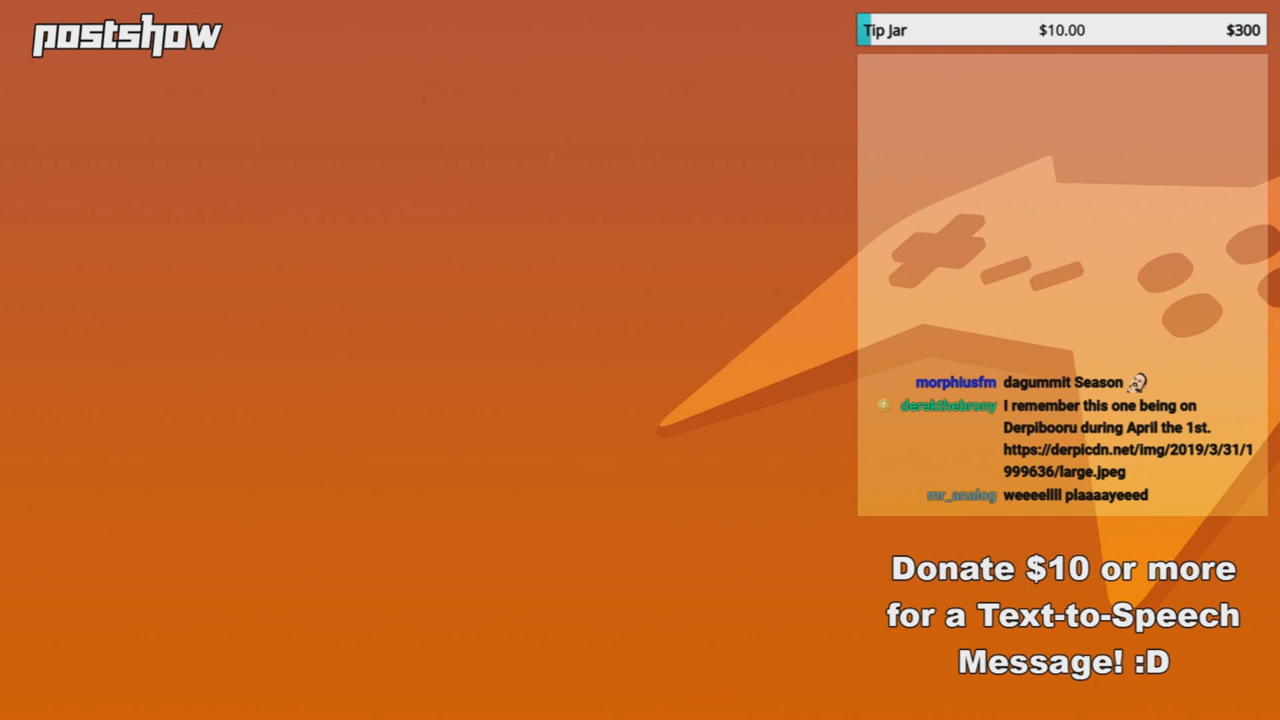 postshow
Tip Jar $10.00 $300
morphiusfm dagummit Season
derekthebrony I remember this one being on
Derpibooru during April the 1st.
https://derpicdn.net/img/2019/3/31/1
999636/large.jpeg
mr_analog weeeellll plaaaayeeed
Donate $10 or more
for a Text-to-Speech
Message! :D